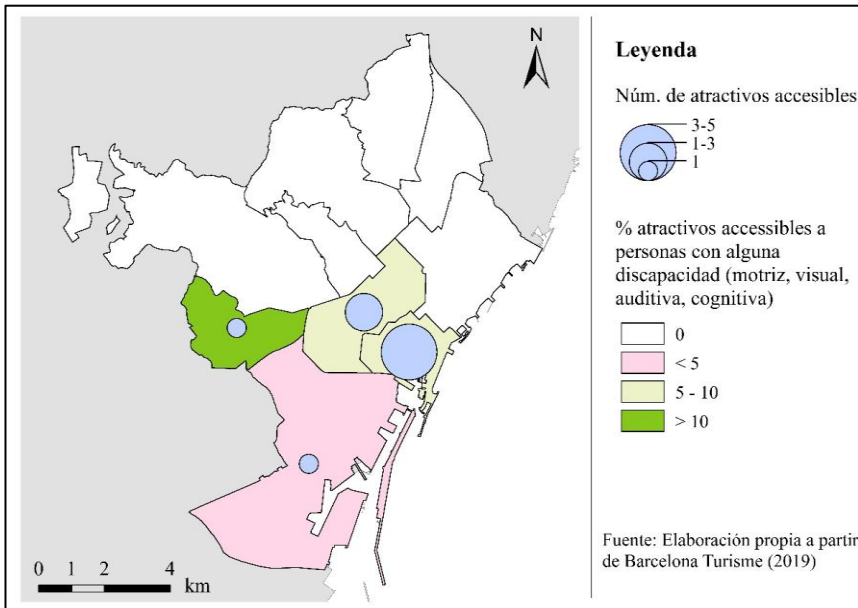 N
0 1 2 4
km
Leyenda
Núm. de atractivos accesibles
3-5
1-3
1
% atractivos accessibles a
personas con alguna
discapacidad (motriz, visual,
auditiva, cognitiva)
0
< 5
5 - 10
> 10
Fuente: Elaboración propia a partir
de Barcelona Turisme (2019)